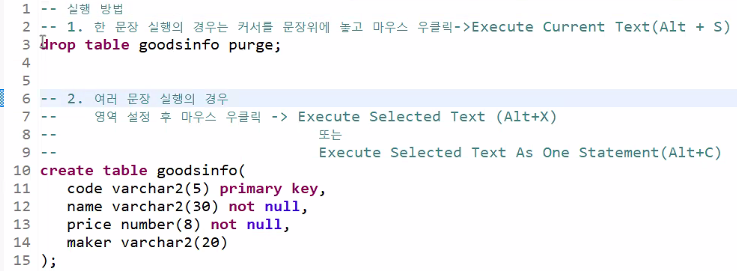 1 -- 실행 방법
2 -- 1. 한 문장 실행의 경우는 커서를 문장위에 놓고 마우스 우클릭->Execute Current Text(Alt + S)
3 drop table goodsinfo purge;
4
5
6 -- 2. 여러 문장 실행의 경우
7 -- 영역 설정 후 마우스 우클릭 -> Execute Selected Text (Alt+X)
8 -- 또는
9 -- Execute Selected Text As One Statement(Alt+C)
10 create table goodsinfo(
11 code varchar2(5) primary key,
12 name varchar2(30) not null,
13 price number(8) not null,
14 maker varchar2(20)
15 );